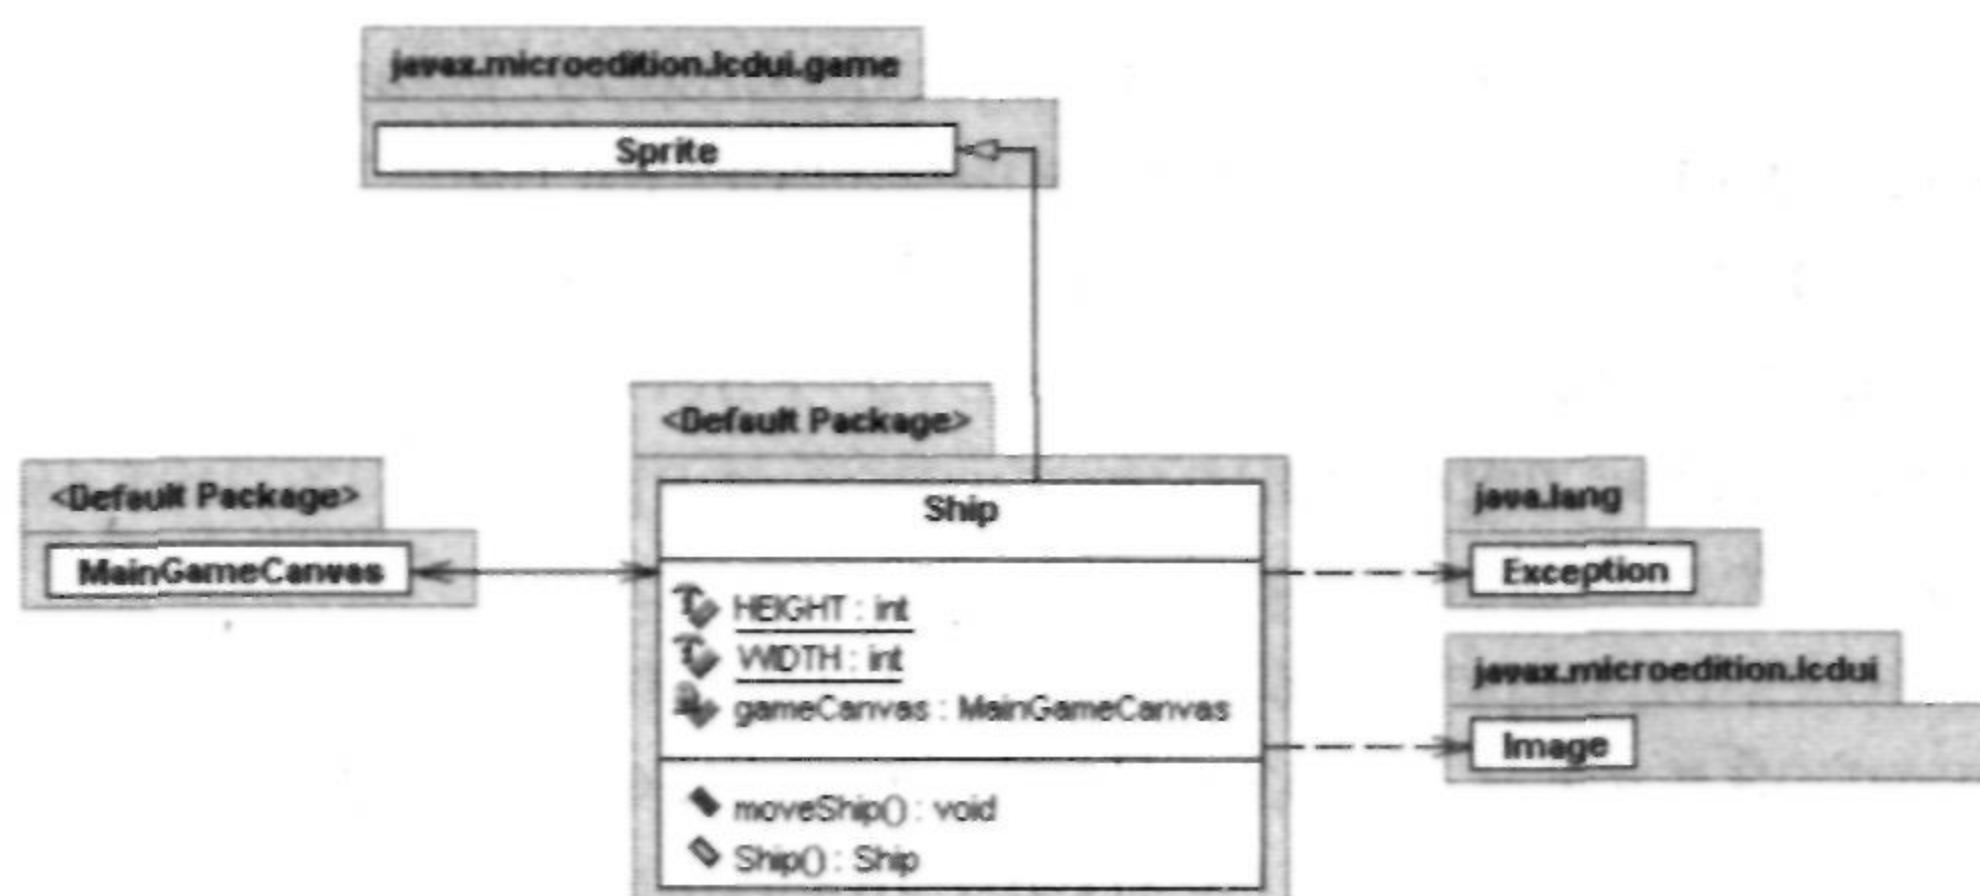 javax.microedition.lcdui.game
Sprite
<Default Package>
MainGameCanvas
<Default Package>
Ship
HEIGHT : int
WIDTH : int
gameCanvas : MainGameCanvas
moveShip() : void
Ship() : Ship
java.lang
Exception
javax.microedition.lcdui
Image